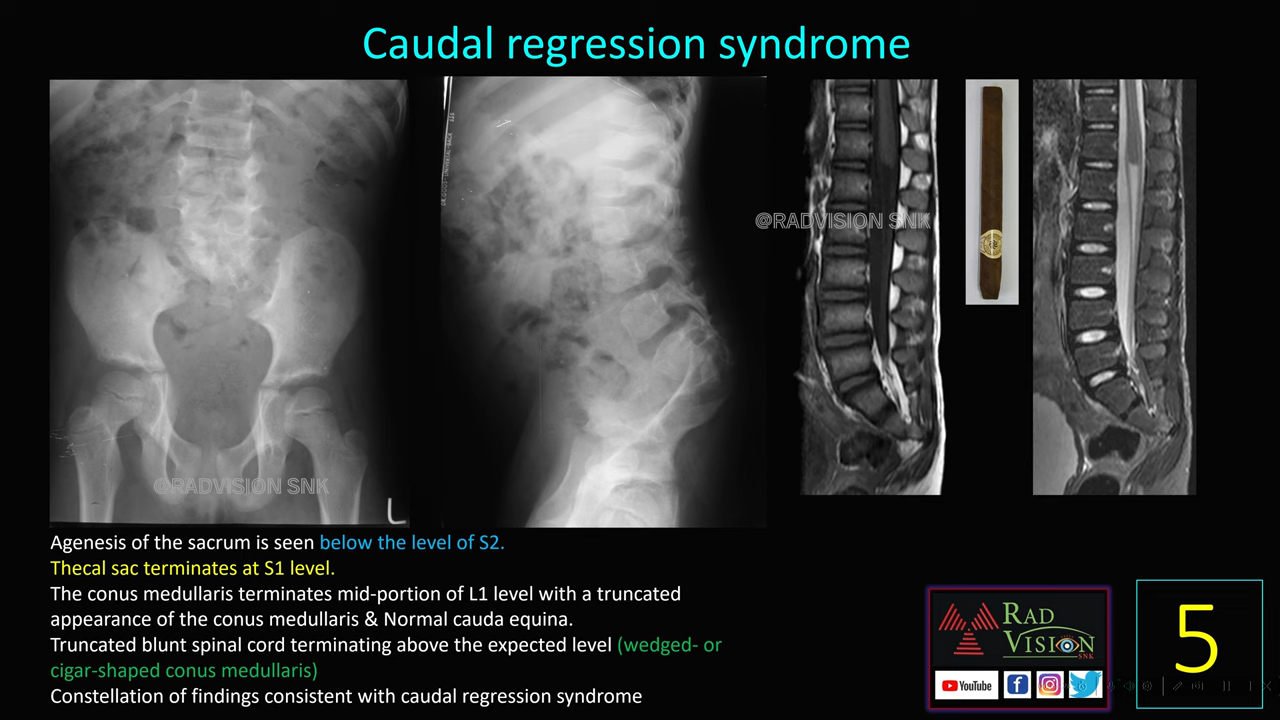 Caudal regression syndrome
@RADVISION SNK
@RADVISION SNK
L
Agenesis of the sacrum is seen below the level of S2.
Thecal sac terminates at S1 level.
The conus medullaris terminates mid-portion of L1 level with a truncated
appearance of the conus medullaris & Normal cauda equina.
Truncated blunt spinal cord terminating above the expected level (wedged- or
cigar-shaped conus medullaris)
Constellation of findings consistent with caudal regression syndrome
RAD
VISION
SNK
YouTube
5